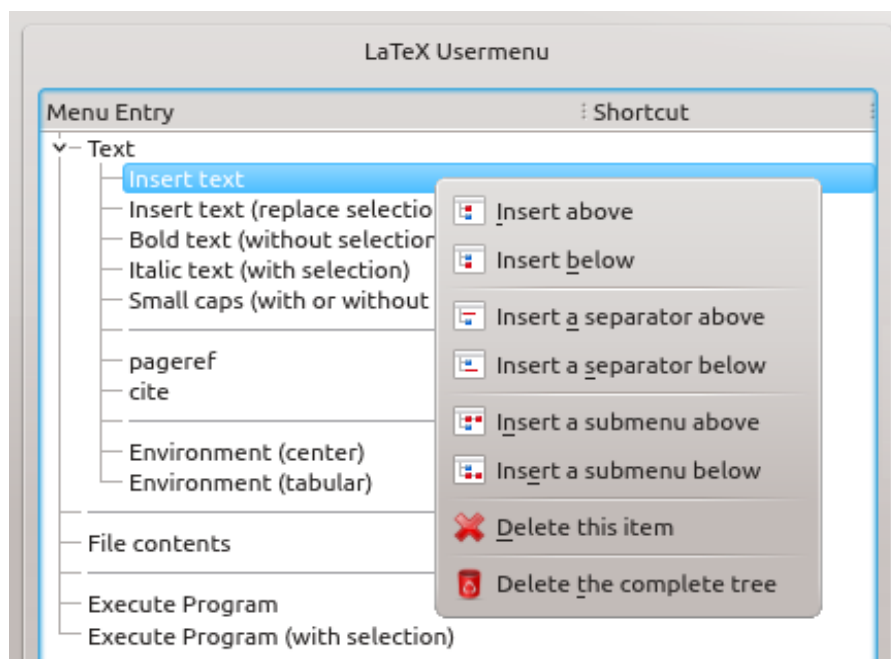 LaTeX Usermenu
Menu Entry
Shortcut
Text
Insert text
Insert text (replace selectio
Bold text (without selection
Italic text (with selection)
Small caps (with or without
pageref
cite
Environment (center)
Environment (tabular)
File contents
Execute Program
Execute Program (with selection)
Insert above
Insert below
Insert a separator above
Insert a separator below
Insert a submenu above
Insert a submenu below
Delete this item
Delete the complete tree